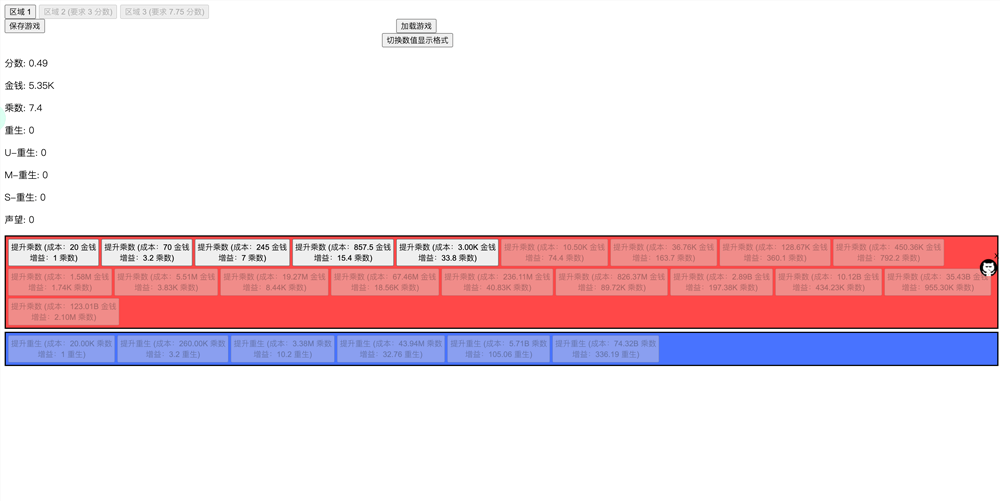 区域 1 区域 2 (要求 3 分数) 区域 3 (要求 7.75 分数)
保存游戏 加载游戏
切换数值显示格式
分数: 0.49
金钱: 5.35K
乘数: 7.4
重生: 0
U-重生: 0
M-重生: 0
S-重生: 0
声望: 0
提升乘数 (成本：20 金钱 提升乘数 (成本：70 金钱 提升乘数 (成本：245 金钱 提升乘数 (成本：857.5 金钱 提升乘数 (成本：3.00K 金钱 提升乘数 (成本：10.50K 金钱 提升乘数 (成本：36.76K 金钱 提升乘数 (成本：128.67K 金钱 提升乘数 (成本：450.36K 金钱
增益：1 乘数) 增益：3.2 乘数) 增益：7 乘数) 增益：15.4 乘数) 增益：33.8 乘数) 增益：74.4 乘数) 增益：163.7 乘数) 增益：360.1 乘数) 增益：792.2 乘数)
提升乘数 (成本：1.58M 金钱 提升乘数 (成本：5.51M 金钱 提升乘数 (成本：19.27M 金钱 提升乘数 (成本：67.46M 金钱 提升乘数 (成本：236.11M 金钱 提升乘数 (成本：826.37M 金钱 提升乘数 (成本：2.89B 金钱 提升乘数 (成本：10.12B 金钱 提升乘数 (成本：35.43B 金钱
增益：1.74K 乘数) 增益：3.83K 乘数) 增益：8.44K 乘数) 增益：18.56K 乘数) 增益：40.83K 乘数) 增益：89.72K 乘数) 增益：197.38K 乘数) 增益：434.23K 乘数) 增益：955.30K 乘数)
提升乘数 (成本：123.01B 金钱
增益：2.10M 乘数)
提升重生 (成本：20.00K 乘数 提升重生 (成本：260.00K 乘数 提升重生 (成本：3.38M 乘数 提升重生 (成本：43.94M 乘数 提升重生 (成本：5.71B 乘数 提升重生 (成本：74.32B 乘数
增益：1 重生) 增益：3.2 重生) 增益：10.2 重生) 增益：32.76 重生) 增益：105.06 重生) 增益：336.19 重生)